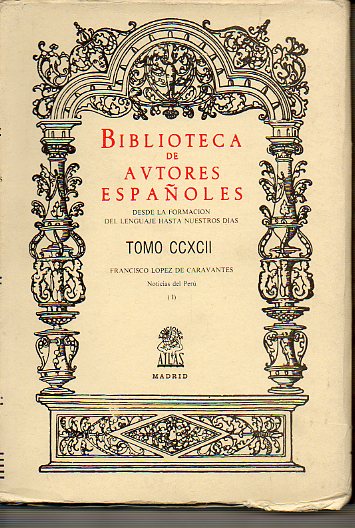 BIBLIOTECA
DE
AVTORES
ESPAÑOLES
DESDE LA FORMACION
DEL LENGUAJE HASTA NUESTROS DIAS
TOMO CCXCII
FRANCISCO LOPEZ DE CARAVANTES
Noticias del Perú
(I)
ATLAS
MADRID